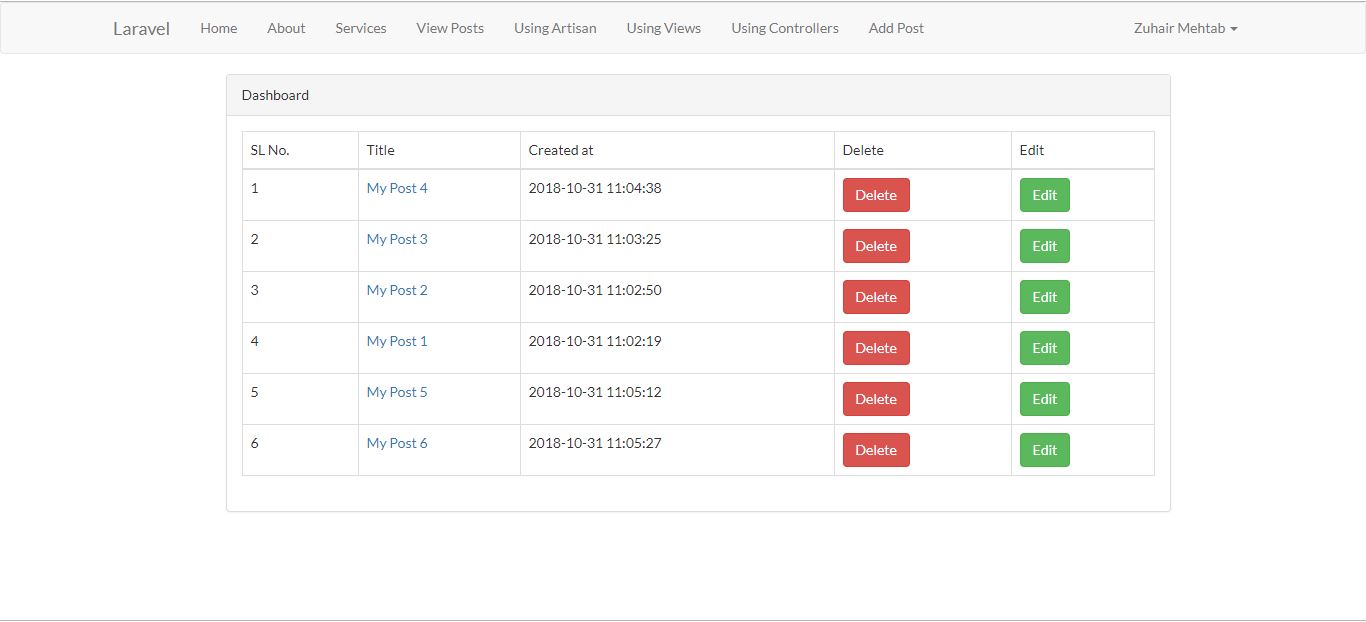 Laravel Home About Services View Posts Using Artisan Using Views Using Controllers Add Post Zuhair Mehtab
Dashboard
SL No. Title Created at Delete Edit
1 My Post 4 2018-10-31 11:04:38 Delete Edit
2 My Post 3 2018-10-31 11:03:25 Delete Edit
3 My Post 2 2018-10-31 11:02:50 Delete Edit
4 My Post 1 2018-10-31 11:02:19 Delete Edit
5 My Post 5 2018-10-31 11:05:12 Delete Edit
6 My Post 6 2018-10-31 11:05:27 Delete Edit